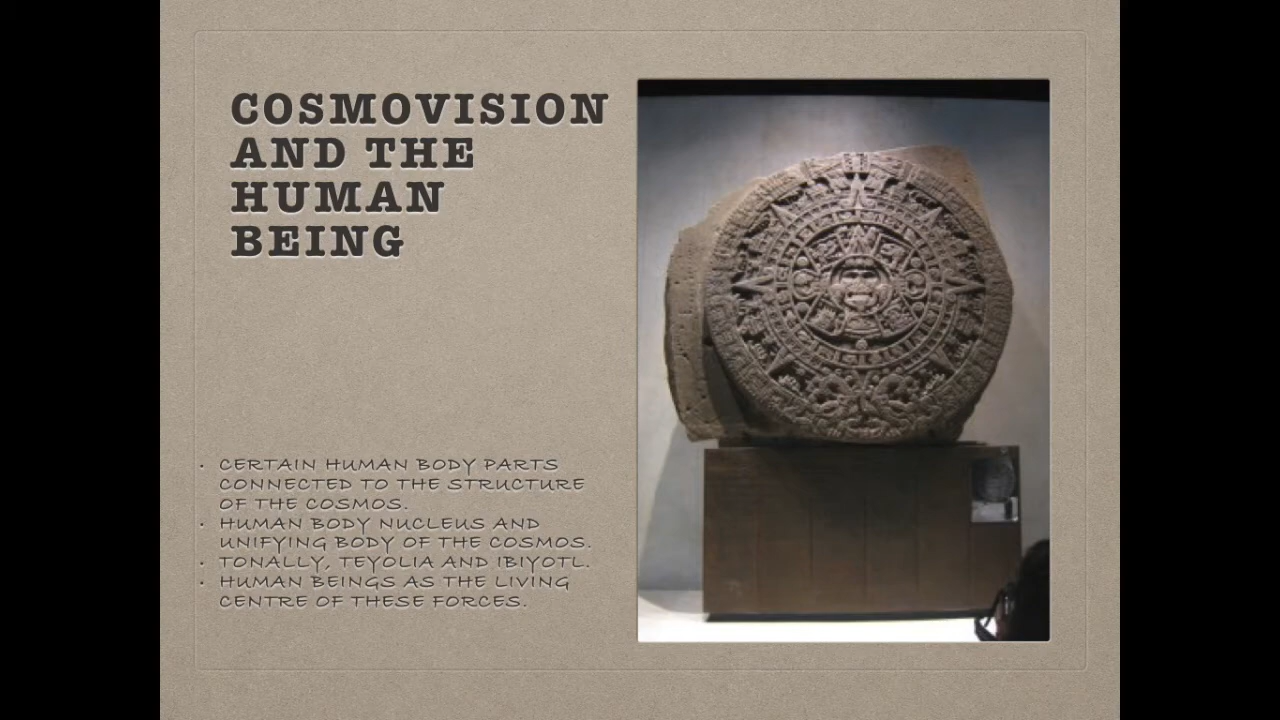 COSMOVISION
AND THE
HUMAN
BEING
• CERTAIN HUMAN BODY PARTS
CONNECTED TO THE STRUCTURE
OF THE COSMOS.
• HUMAN BODY NUCLEUS AND
UNIFYING BODY OF THE COSMOS.
• TONALLY, TEYOLIA AND IBIYOTL.
• HUMAN BEINGS AS THE LIVING
CENTRE OF THESE FORCES.